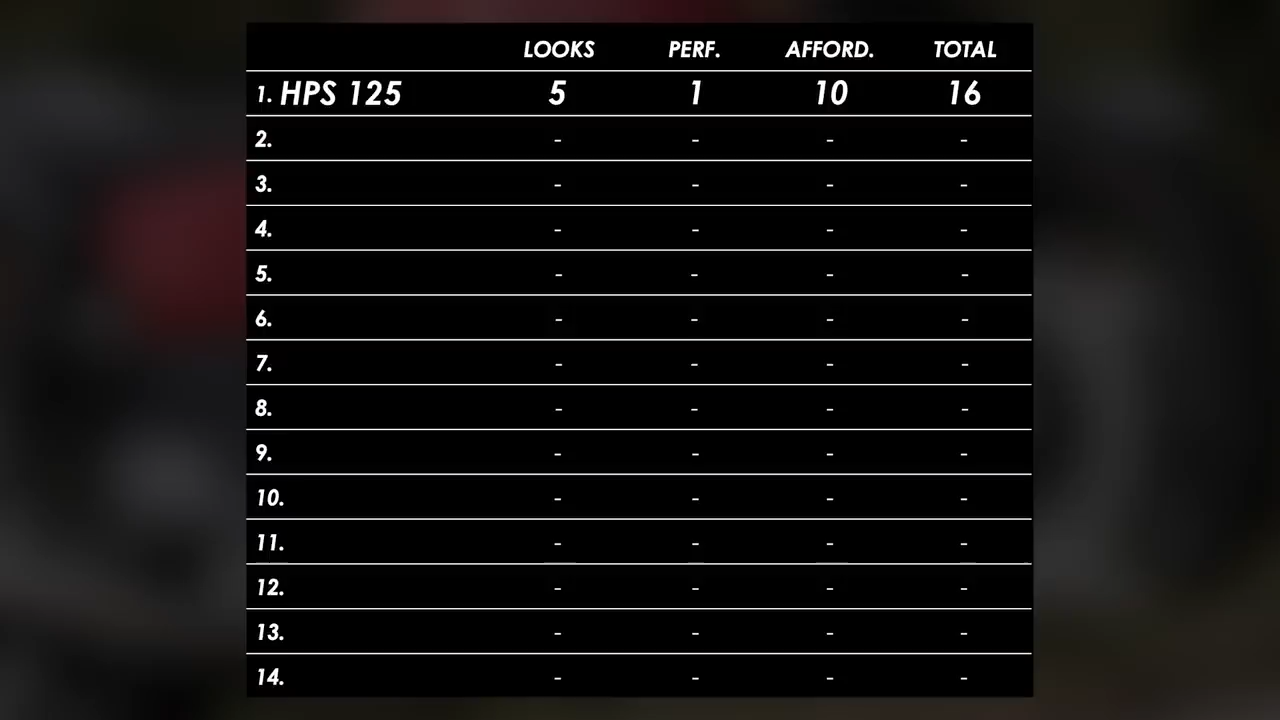 LOOKS PERF. AFFORD. TOTAL
1. HPS 125 5 1 10 16
2. - - - -
3. - - - -
4. - - - -
5. - - - -
6. - - - -
7. - - - -
8. - - - -
9. - - - -
10. - - - -
11. - - - -
12. - - - -
13. - - - -
14. - - - -